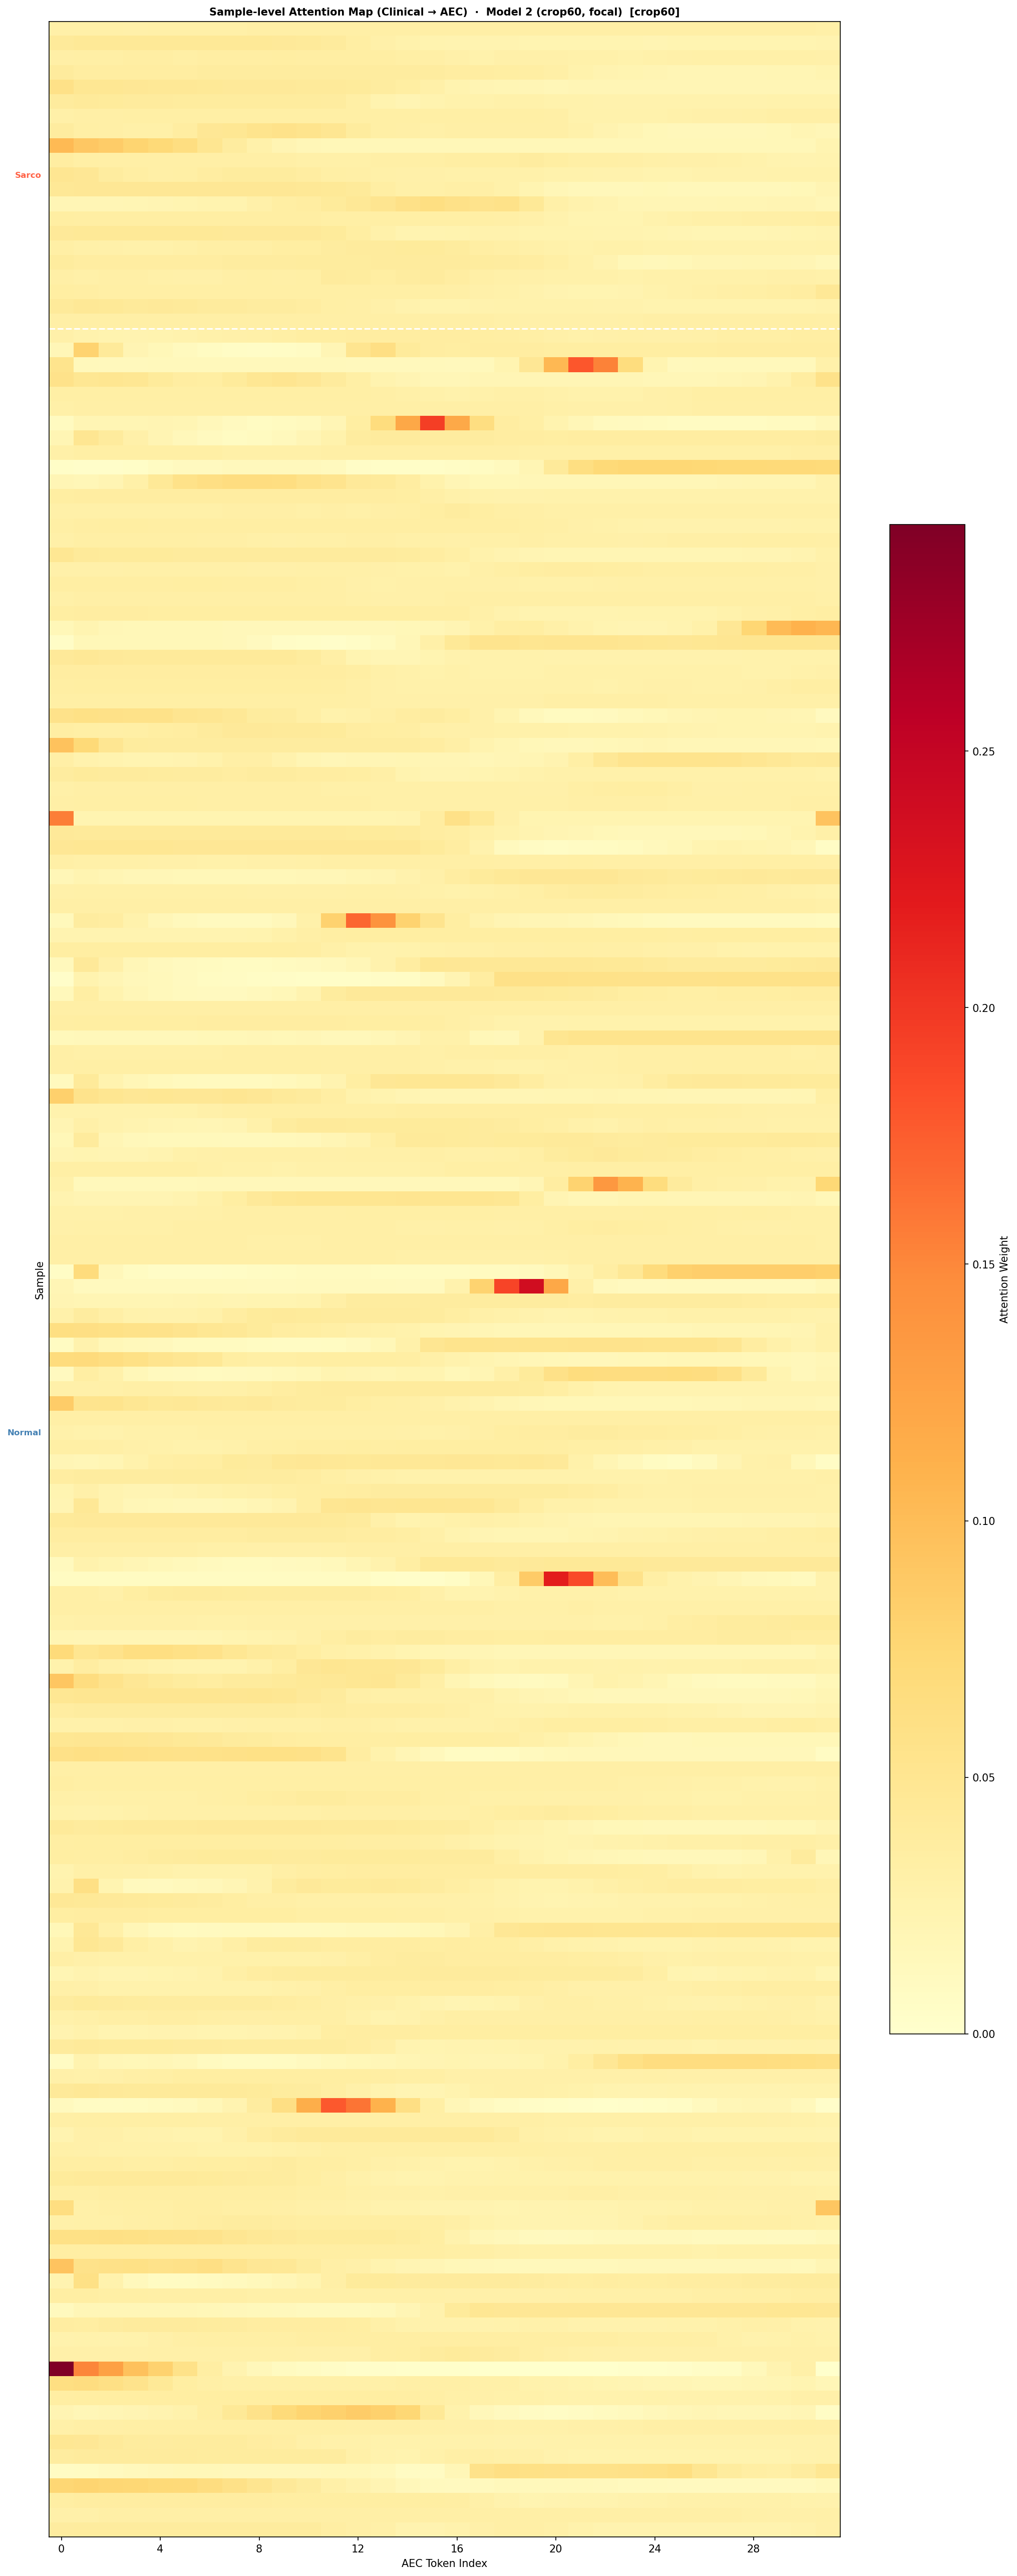 Sample-level Attention Map (Clinical → AEC) · Model 2 (crop60, focal) [crop60]
Sarco
Normal
Sample
0 4 8 12 16 20 24 28
AEC Token Index
0.25
0.20
0.15
0.10
0.05
0.00
Attention Weight